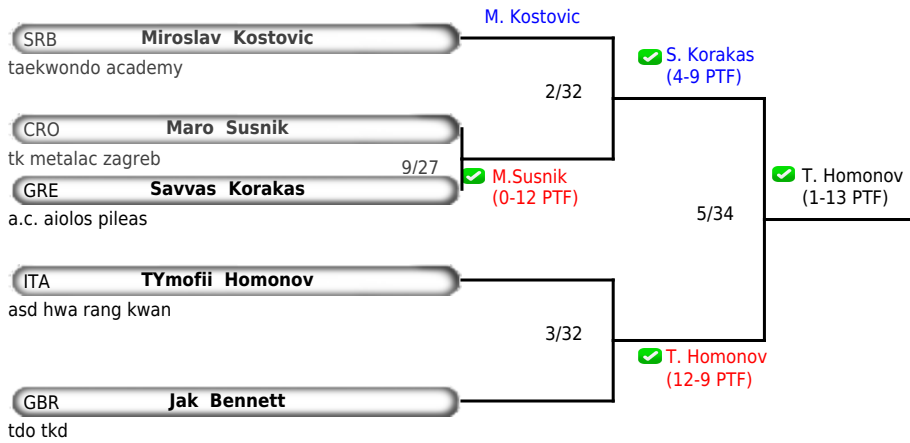 M. Kostovic
SRB Miroslav Kostovic
taekwondo academy
S. Korakas
(4-9 PTF)
2/32
CRO Maro Susnik
tk metalac zagreb
9/27
M.Susnik
(0-12 PTF)
GRE Savvas Korakas
a.c. aiolos pileas
T. Homonov
(1-13 PTF)
5/34
ITA TYmofii Homonov
asd hwa rang kwan
3/32
T. Homonov
(12-9 PTF)
GBR Jak Bennett
tdo tkd